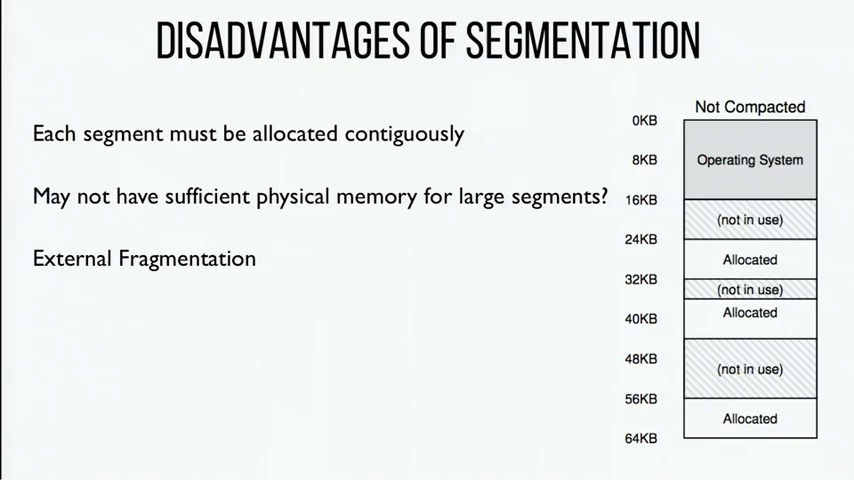 DISADVANTAGES OF SEGMENTATION
Each segment must be allocated contiguously
May not have sufficient physical memory for large segments?
External Fragmentation
Not Compacted
0KB
8KB
Operating System
16KB
(not in use)
24KB
Allocated
32KB
(not in use)
Allocated
40KB
48KB
(not in use)
56KB
Allocated
64KB